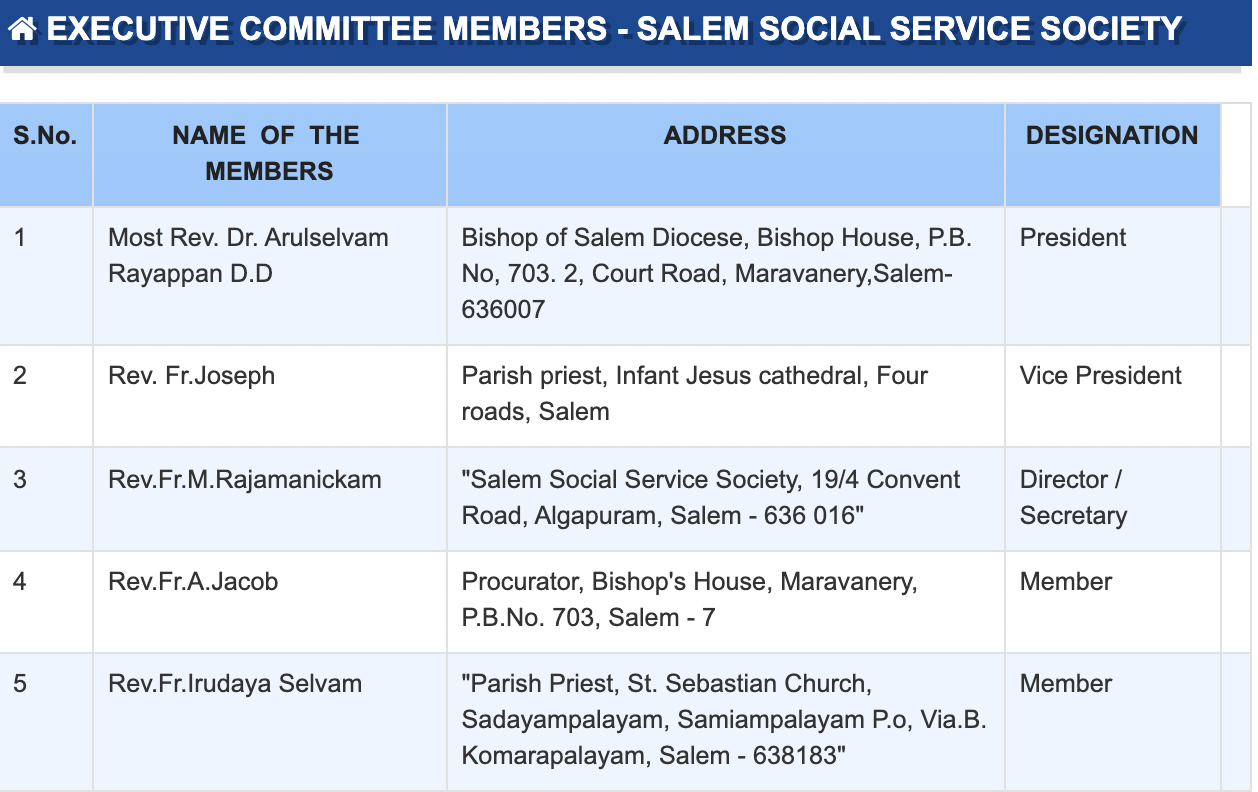 EXECUTIVE COMMITTEE MEMBERS - SALEM SOCIAL SERVICE SOCIETY
S.No.
NAME OF THE
MEMBERS
ADDRESS
DESIGNATION
1
Most Rev. Dr. Arulselvam
Rayappan D.D
Bishop of Salem Diocese, Bishop House, P.B.
No, 703. 2, Court Road, Maravanery,Salem-
636007
President
2
Rev. Fr.Joseph
Parish priest, Infant Jesus cathedral, Four
roads, Salem
Vice President
3
Rev.Fr.M.Rajamanickam
"Salem Social Service Society, 19/4 Convent
Road, Algapuram, Salem - 636 016"
Director /
Secretary
4
Rev.Fr.A.Jacob
Procurator, Bishop's House, Maravanery,
P.B.No. 703, Salem - 7
Member
5
Rev.Fr.Irudaya Selvam
"Parish Priest, St. Sebastian Church,
Sadayampalayam, Samiampalayam P.o, Via.B.
Komarapalayam, Salem - 638183"
Member